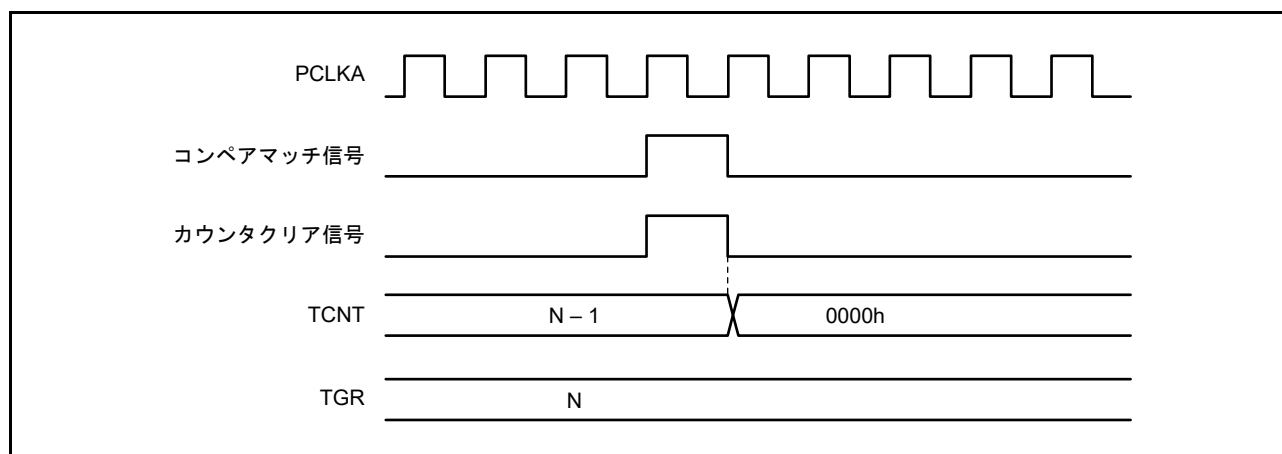 PCLKA
コンペアマッチ信号
カウンタクリア信号
TCNT
N – 1
0000h
TGR
N